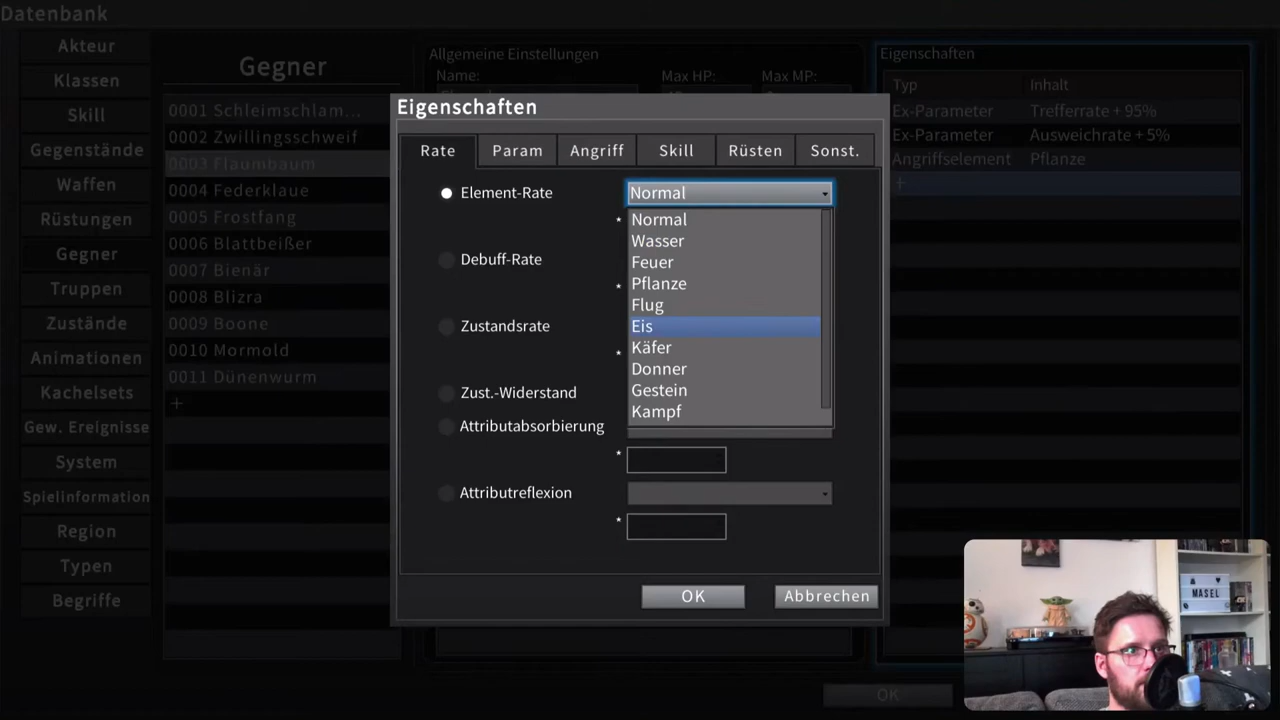 Datenbank
Akteur
Klassen
Skill
Gegenstände
Waffen
Rüstungen
Gegner
Truppen
Zustände
Animationen
Kachelsets
Gew. Ereignisse
System
Spielinformation
Region
Typen
Begriffe
Gegner
0001 Schleimschlam...
0002 Zwillingsschweif
0003 Flaumbaum
0004 Federklaue
0005 Frostfang
0006 Blattbeißer
0007 Bienär
0008 Blizra
0009 Boone
0010 Mormold
0011 Dünenwurm
+
Allgemeine Einstellungen
Name:
Max HP:
Max MP:
Eigenschaften
Rate
Param
Angriff
Skill
Rüsten
Sonst.
Element-Rate
Normal
*
Normal
Wasser
Feuer
Pflanze
Flug
Eis
Käfer
Donner
Gestein
Kampf
Debuff-Rate
*
Zustandsrate
*
Zust.-Widerstand
Attributabsorbierung
*
Attributreflexion
*
OK
Abbrechen
Eigenschaften
Typ Inhalt
Ex-Parameter Trefferrate + 95%
Ex-Parameter Ausweichrate + 5%
Angriffselement Pflanze
+
OK
MASEL